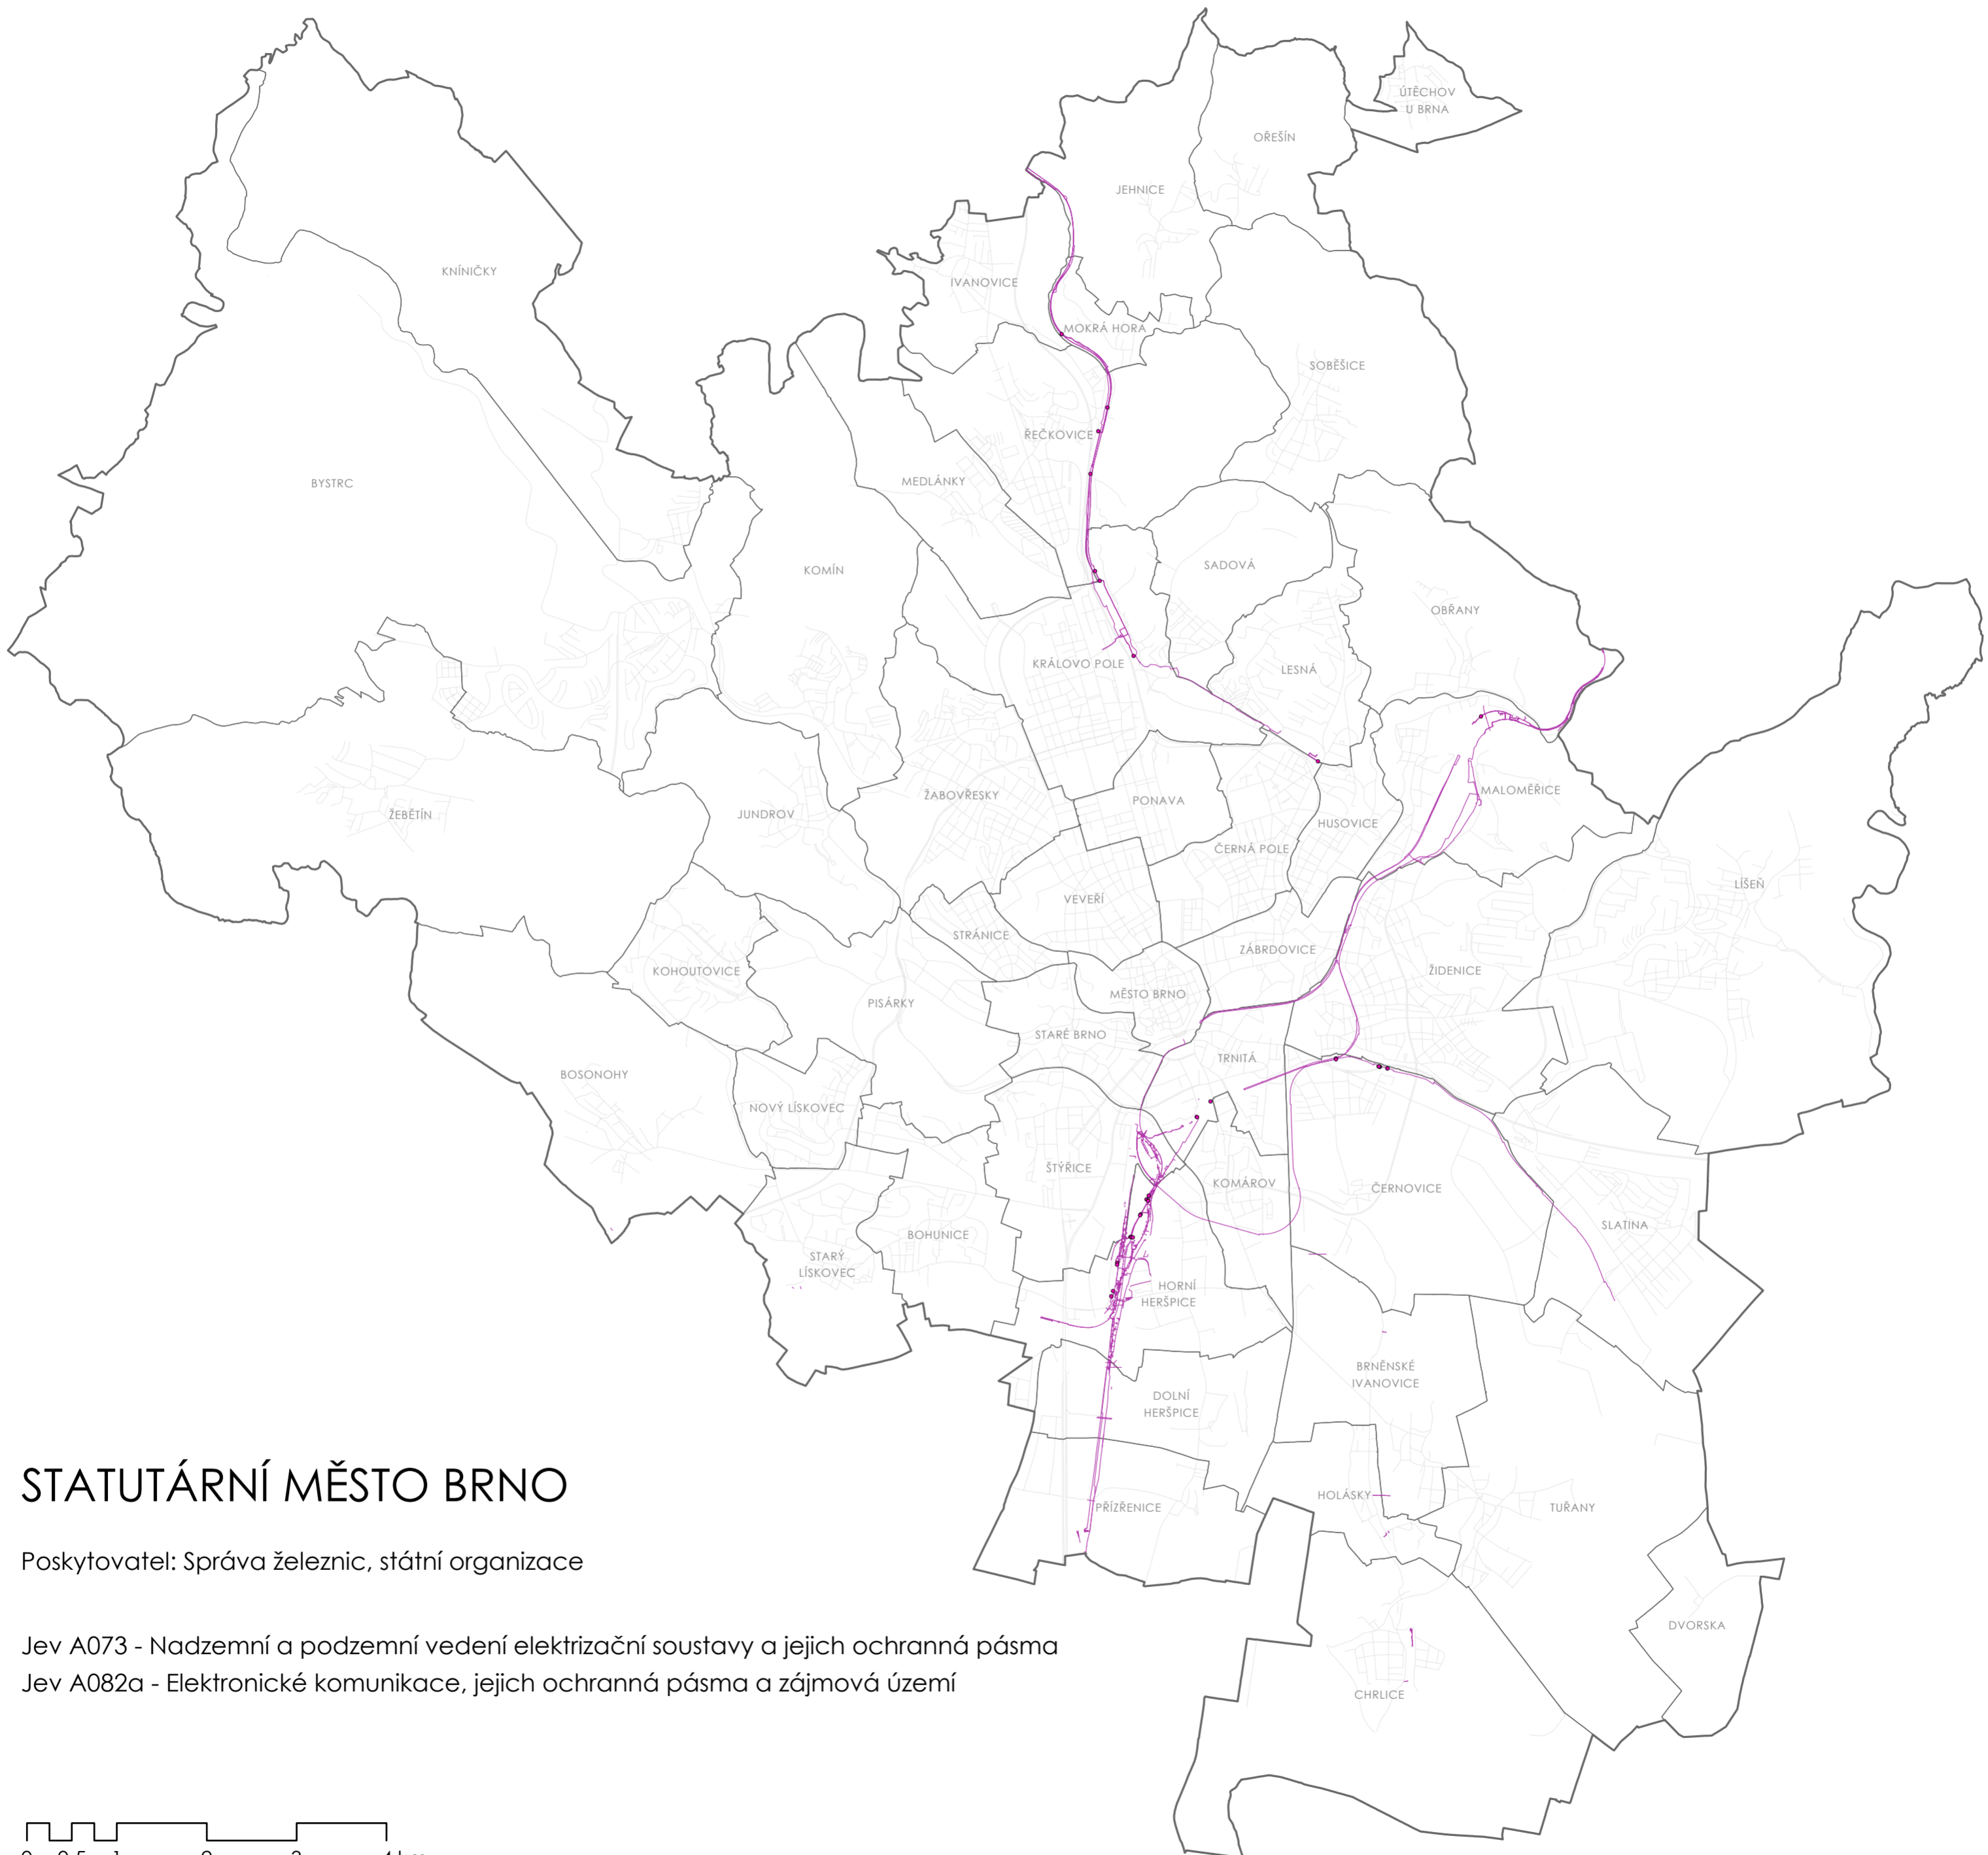 ÚTĚCHOV
U BRNA
OŘEŠÍN
JEHNICE
KNÍNIČKY
IVANOVICE
MOKRÁ HORA
SOBĚŠICE
ŘEČKOVICE
MEDLÁNKY
BYSTRC
KOMÍN
SADOVÁ
OBŘANY
KRÁLOVO POLE
LESNÁ
MALOMĚŘICE
ŽABOVŘESKY
PONAVA
JUNDROV
ŽEBĚTÍN
HUSOVICE
ČERNÁ POLE
LÍŠEŇ
VEVEŘÍ
STRÁNICE
ZÁBRDOVICE
KOHOUTOVICE
ŽIDENICE
MĚSTO BRNO
PISÁRKY
STARÉ BRNO
TRNITÁ
BOSONOHY
NOVÝ LÍSKOVEC
ŠTÝŘICE
KOMÁROV
ČERNOVICE
SLATINA
BOHUNICE
STARÝ
LÍSKOVEC
HORNÍ
HERŠPICE
BRNĚNSKÉ
IVANOVICE
DOLNÍ
HERŠPICE
HOLÁSKY
PŘÍZŘENICE
TUŘANY
DVORSKA
CHRLICE
STATUTÁRNÍ MĚSTO BRNO
Poskytovatel: Správa železnic, státní organizace
Jev A073 - Nadzemní a podzemní vedení elektrizační soustavy a jejich ochranná pásma
Jev A082a - Elektronické komunikace, jejich ochranná pásma a zájmová území